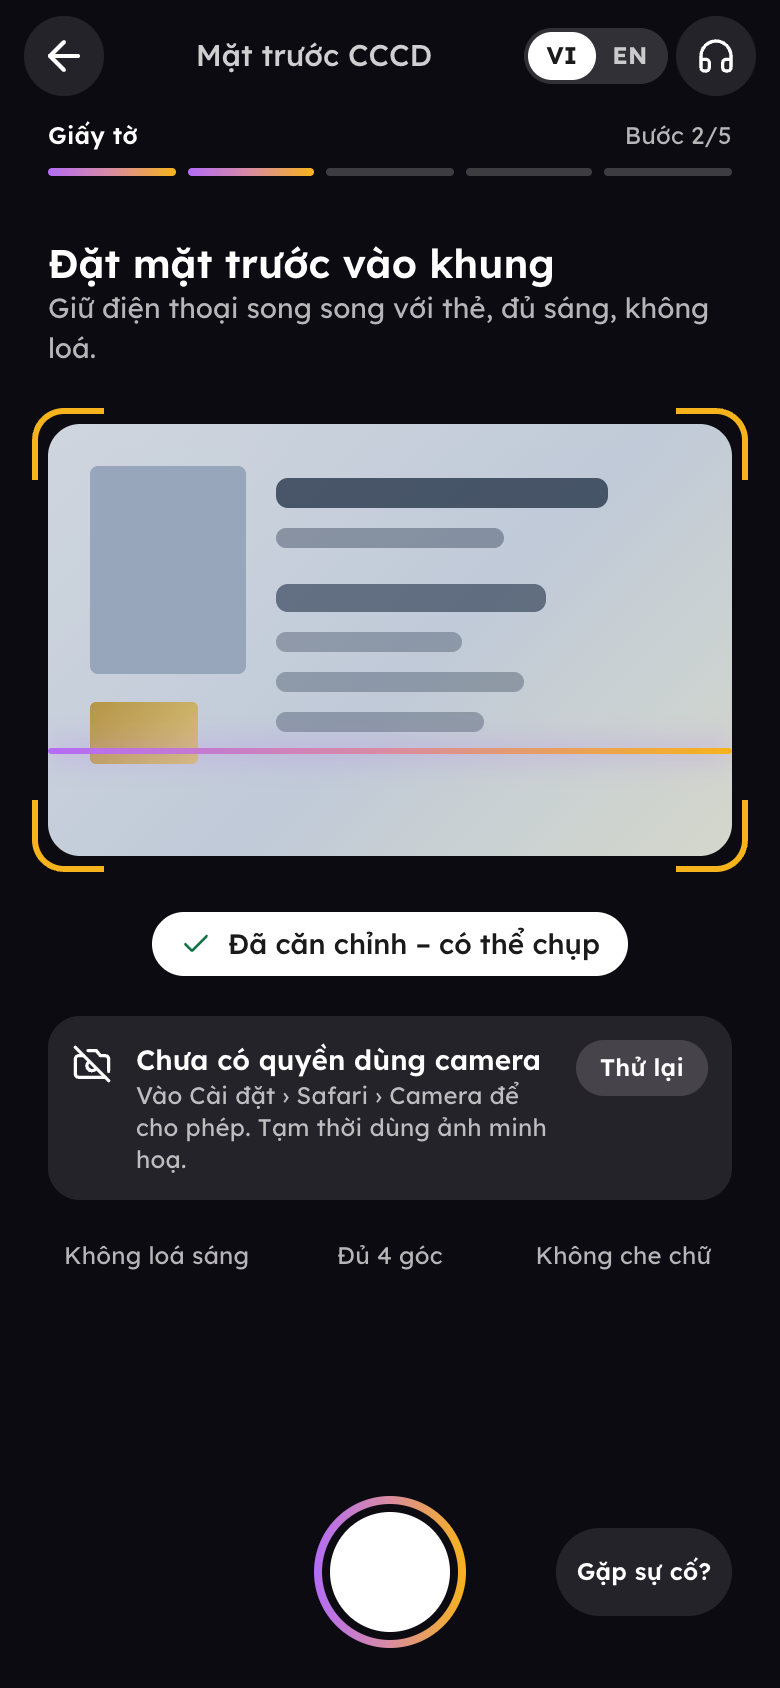 Mặt trước CCCD
VI EN
Giấy tờ
Bước 2/5
Đặt mặt trước vào khung
Giữ điện thoại song song với thẻ, đủ sáng, không
loá.
Đã căn chỉnh – có thể chụp
Chưa có quyền dùng camera
Thử lại
Vào Cài đặt › Safari › Camera để
cho phép. Tạm thời dùng ảnh minh
hoạ.
Không loá sáng
Đủ 4 góc
Không che chữ
Gặp sự cố?